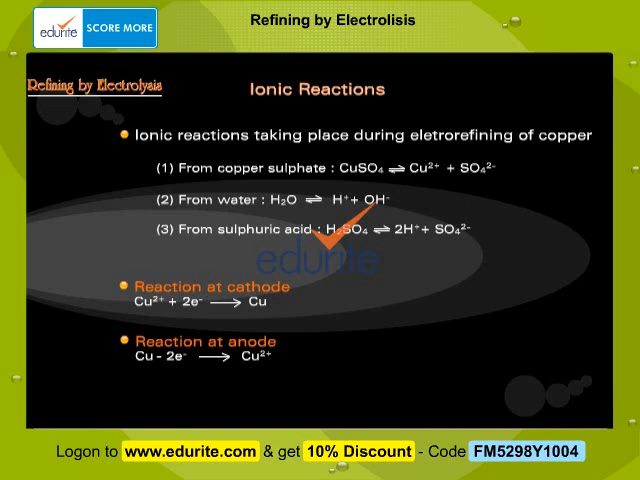 Refining by Electrolisis
edurite SCORE MORE
Refining by Electrolysis
Ionic Reactions
Ionic reactions taking place during eletrorefining of copper
(1) From copper sulphate : CuSO₄ ⇌ Cu²⁺ + SO₄²⁻
(2) From water : H₂O ⇌ H⁺+ OH⁻
(3) From sulphuric acid : H₂SO₄ ⇌ 2H⁺+ SO₄²⁻
edurite
Reaction at cathode
Cu²⁺ + 2e⁻ ⟶ Cu
Reaction at anode
Cu - 2e⁻ ⟶ Cu²⁺
Logon to www.edurite.com & get 10% Discount - Code FM5298Y1004